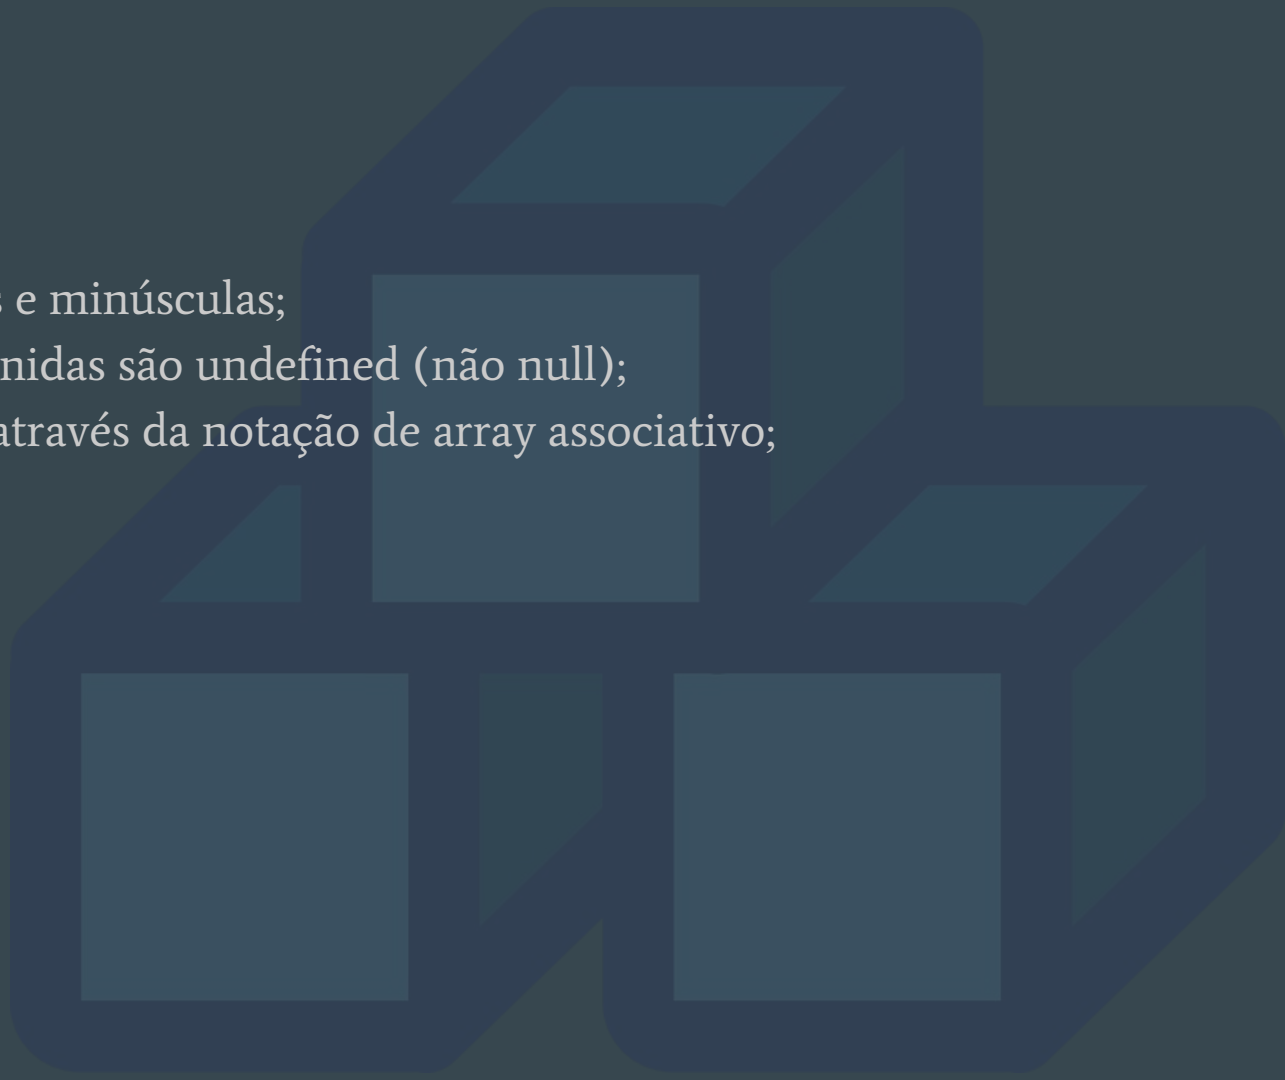 s e minúsculas;
nidas são undefined (não null);
através da notação de array associativo;